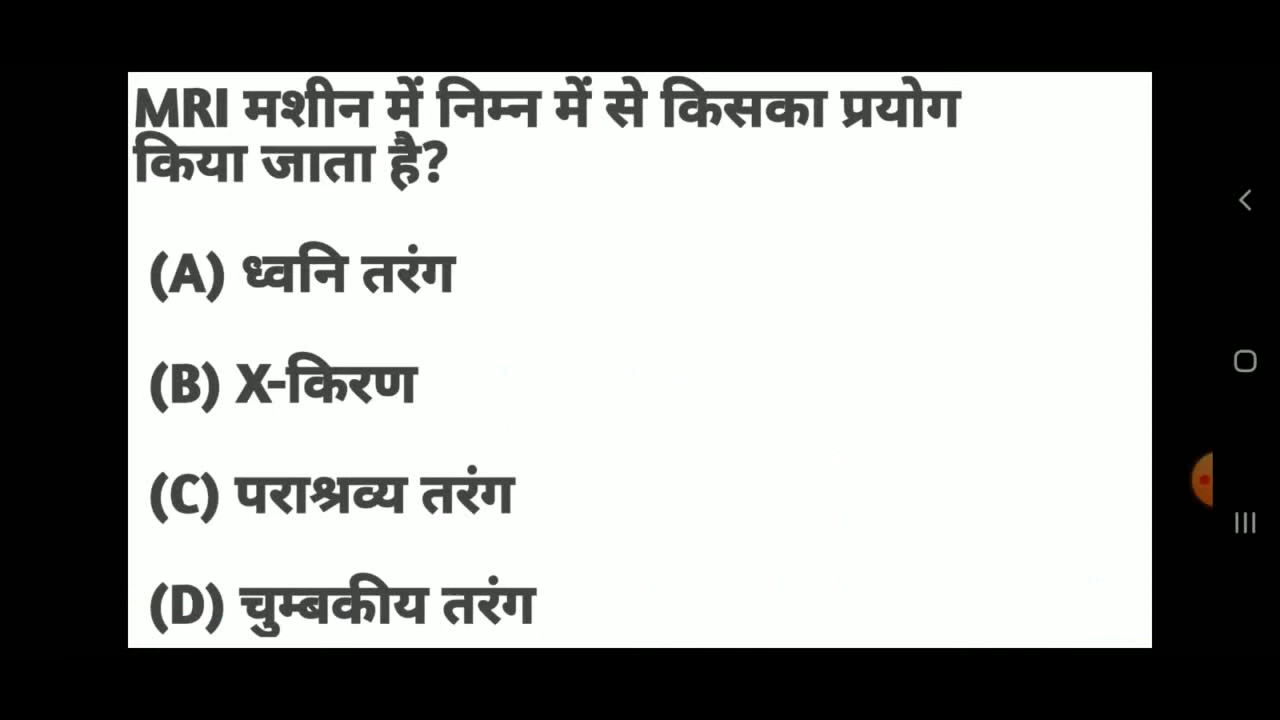 MRI मशीन में निम्न में से किसका प्रयोग
किया जाता है?
(A) ध्वनि तरंग
(B) X-किरण
(C) पराश्रव्य तरंग
(D) चुम्बकीय तरंग